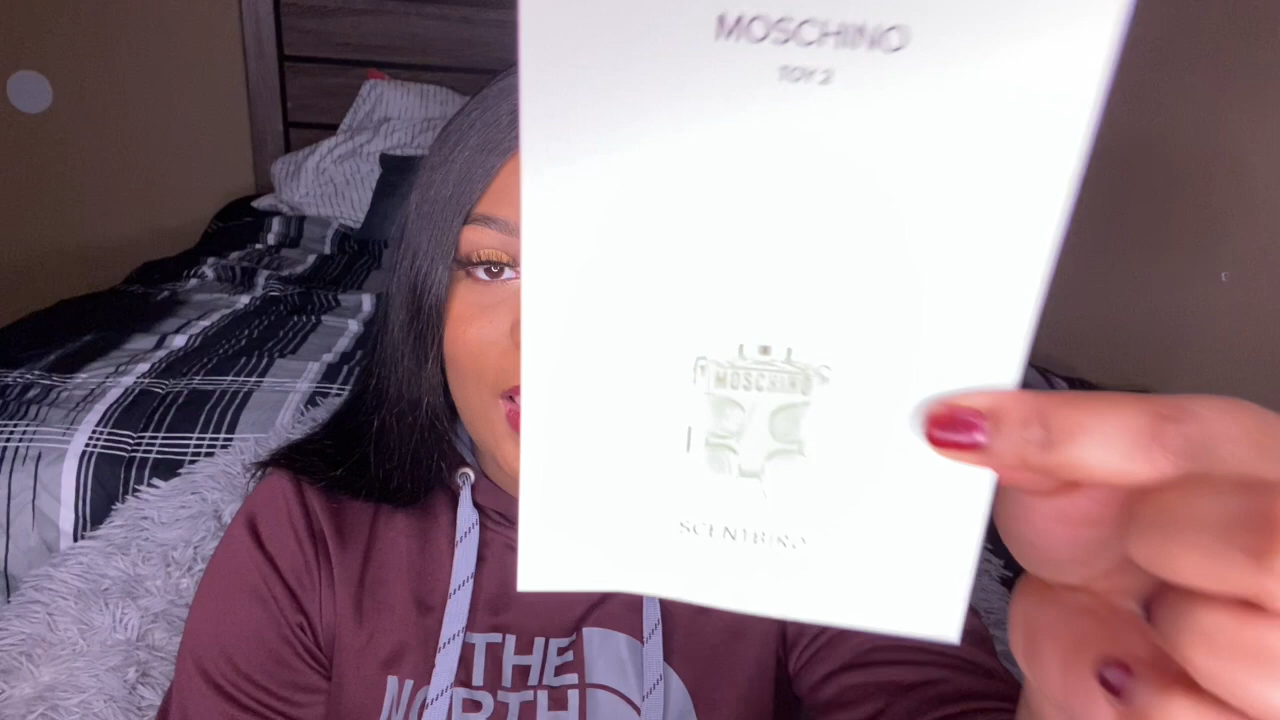 MOSCHINO
TOY 2
MOSCHINO
SCENTBIRD
THE
NORTH